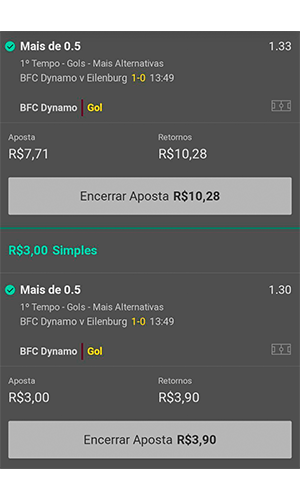 Mais de 0.5 1.33
1º Tempo - Gols - Mais Alternativas
BFC Dynamo v Eilenburg 1-0 13:49
BFC Dynamo Gol
Aposta Retornos
R$7,71 R$10,28
Encerrar Aposta R$10,28
R$3,00 Simples
Mais de 0.5 1.30
1º Tempo - Gols - Mais Alternativas
BFC Dynamo v Eilenburg 1-0 13:49
BFC Dynamo Gol
Aposta Retornos
R$3,00 R$3,90
Encerrar Aposta R$3,90